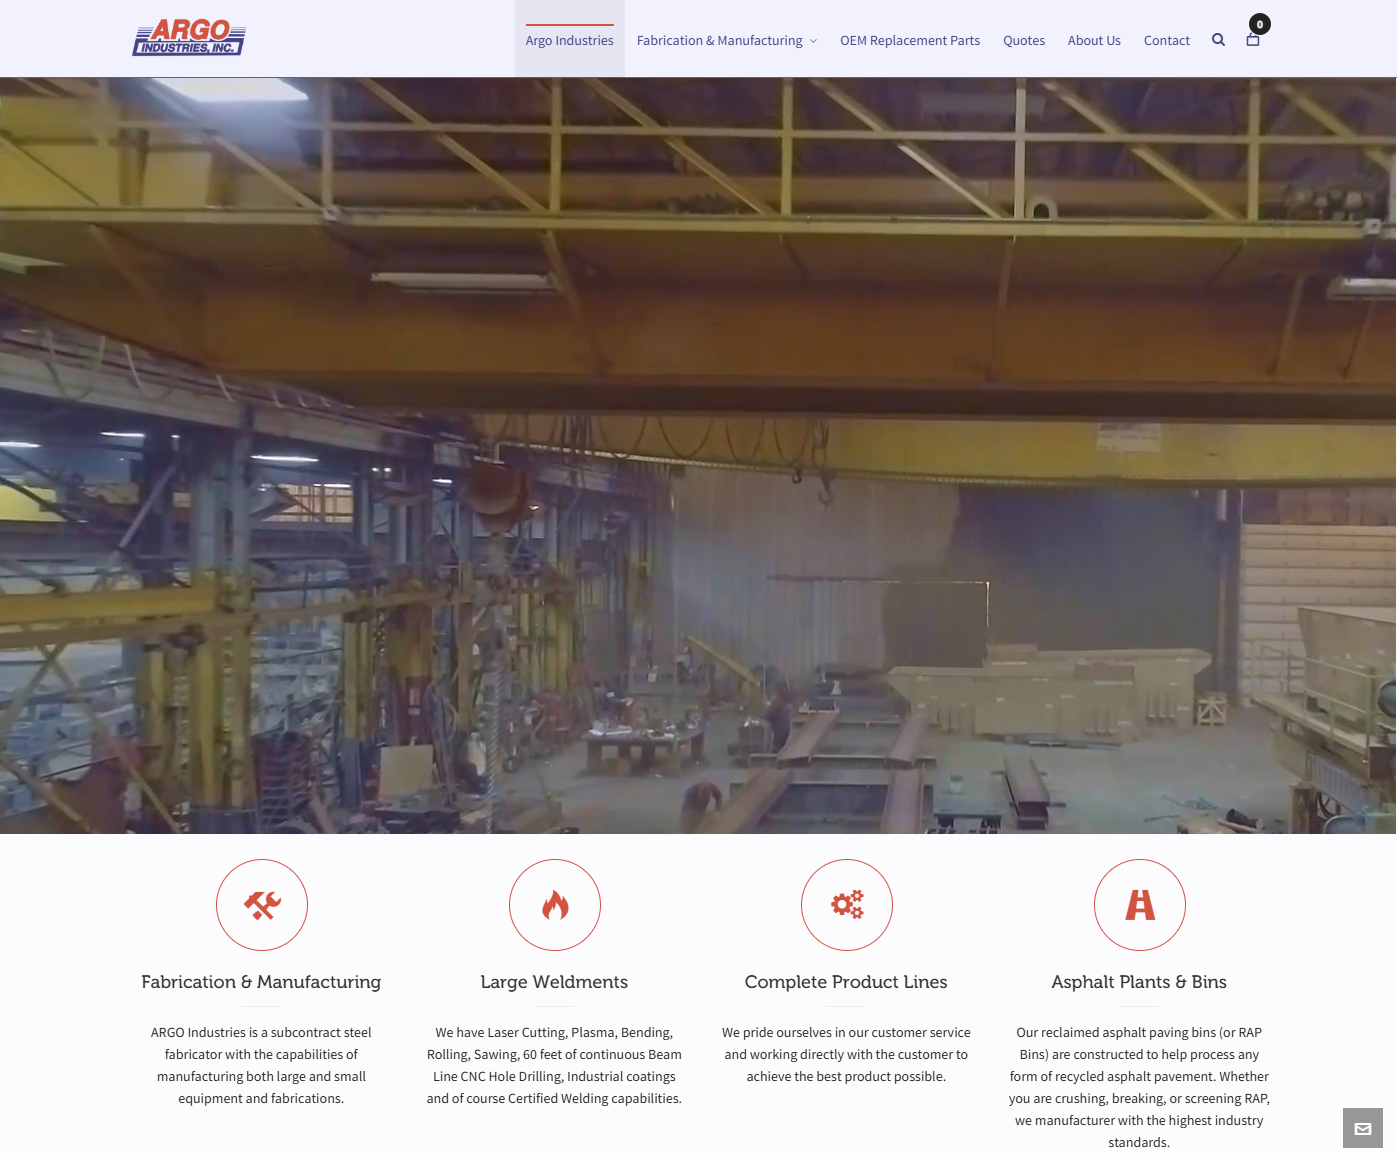 ARGO
INDUSTRIES, INC.
Argo Industries
Fabrication & Manufacturing
OEM Replacement Parts
Quotes
About Us
Contact
0
Fabrication & Manufacturing
ARGO Industries is a subcontract steel
fabricator with the capabilities of
manufacturing both large and small
equipment and fabrications.
Large Weldments
We have Laser Cutting, Plasma, Bending,
Rolling, Sawing, 60 feet of continuous Beam
Line CNC Hole Drilling, Industrial coatings
and of course Certified Welding capabilities.
Complete Product Lines
We pride ourselves in our customer service
and working directly with the customer to
achieve the best product possible.
Asphalt Plants & Bins
Our reclaimed asphalt paving bins (or RAP
Bins) are constructed to help process any
form of recycled asphalt pavement. Whether
you are crushing, breaking, or screening RAP,
we manufacturer with the highest industry
standards.